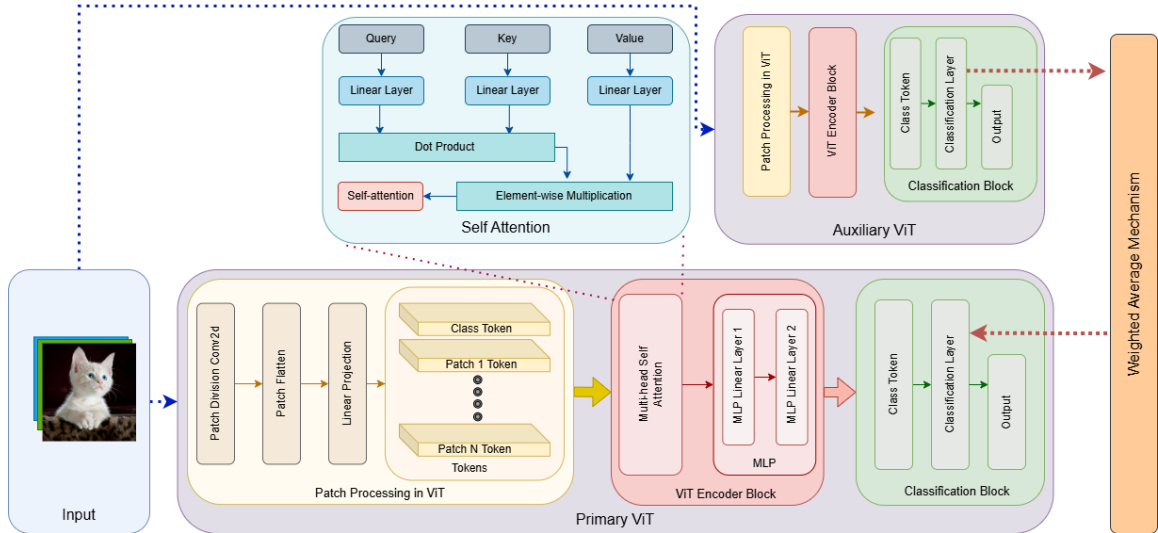 Query
Key
Value
Linear Layer
Linear Layer
Linear Layer
Dot Product
Self-attention
Element-wise Multiplication
Self Attention
Patch Processing in ViT
ViT Encoder Block
Class Token
Classification Layer
Output
Classification Block
Auxiliary ViT
Weighted Average Mechanism
Input
Patch Division Conv2d
Patch Flatten
Linear Projection
Class Token
Patch 1 Token
Patch N Token
Tokens
Patch Processing in ViT
Multi-head Self
Attention
MLP Linear Layer 1
MLP Linear Layer 2
MLP
ViT Encoder Block
Class Token
Classification Layer
Output
Classification Block
Primary ViT